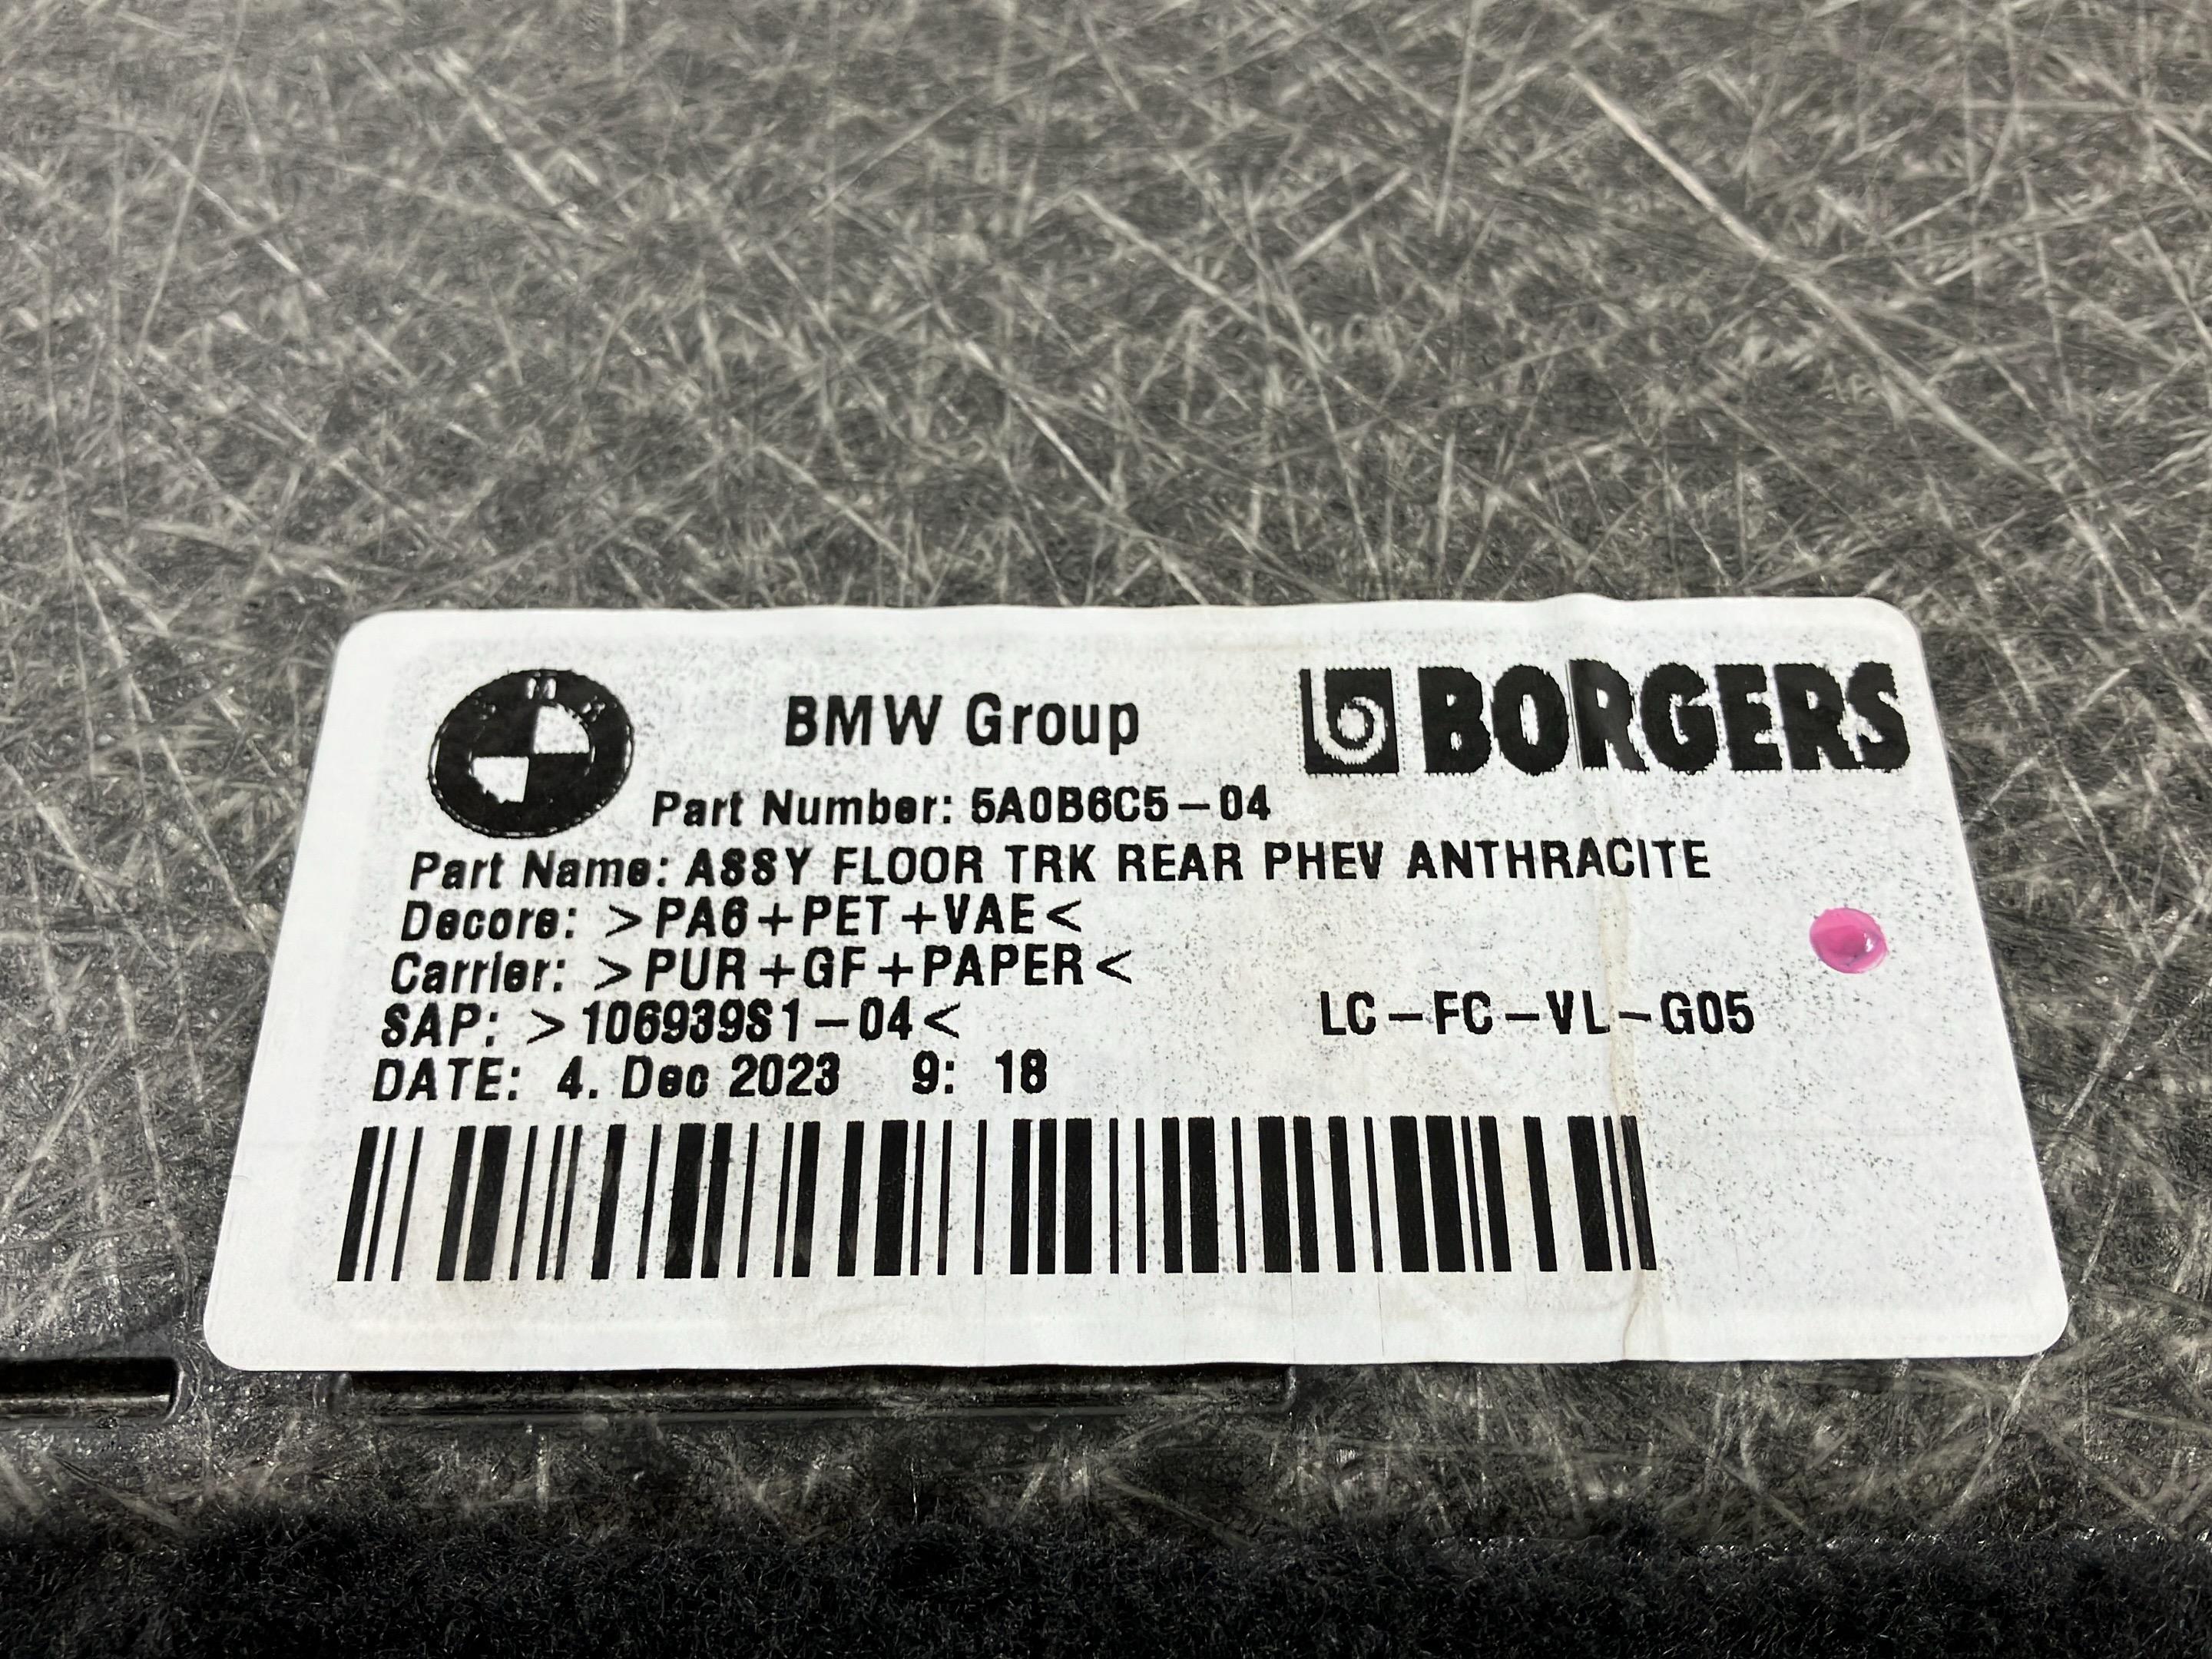 BMW
BMW Group
BORGERS
Part Number: 5A0B6C5-04
Part Name: ASSY FLOOR TRK REAR PHEV ANTHRACITE
Decore: >PA6+PET+VAE<
Carrier: >PUR+GF+PAPER<
SAP: >106939S1-04<
LC-FC-VL-G05
DATE: 4. Dec 2023 9: 18